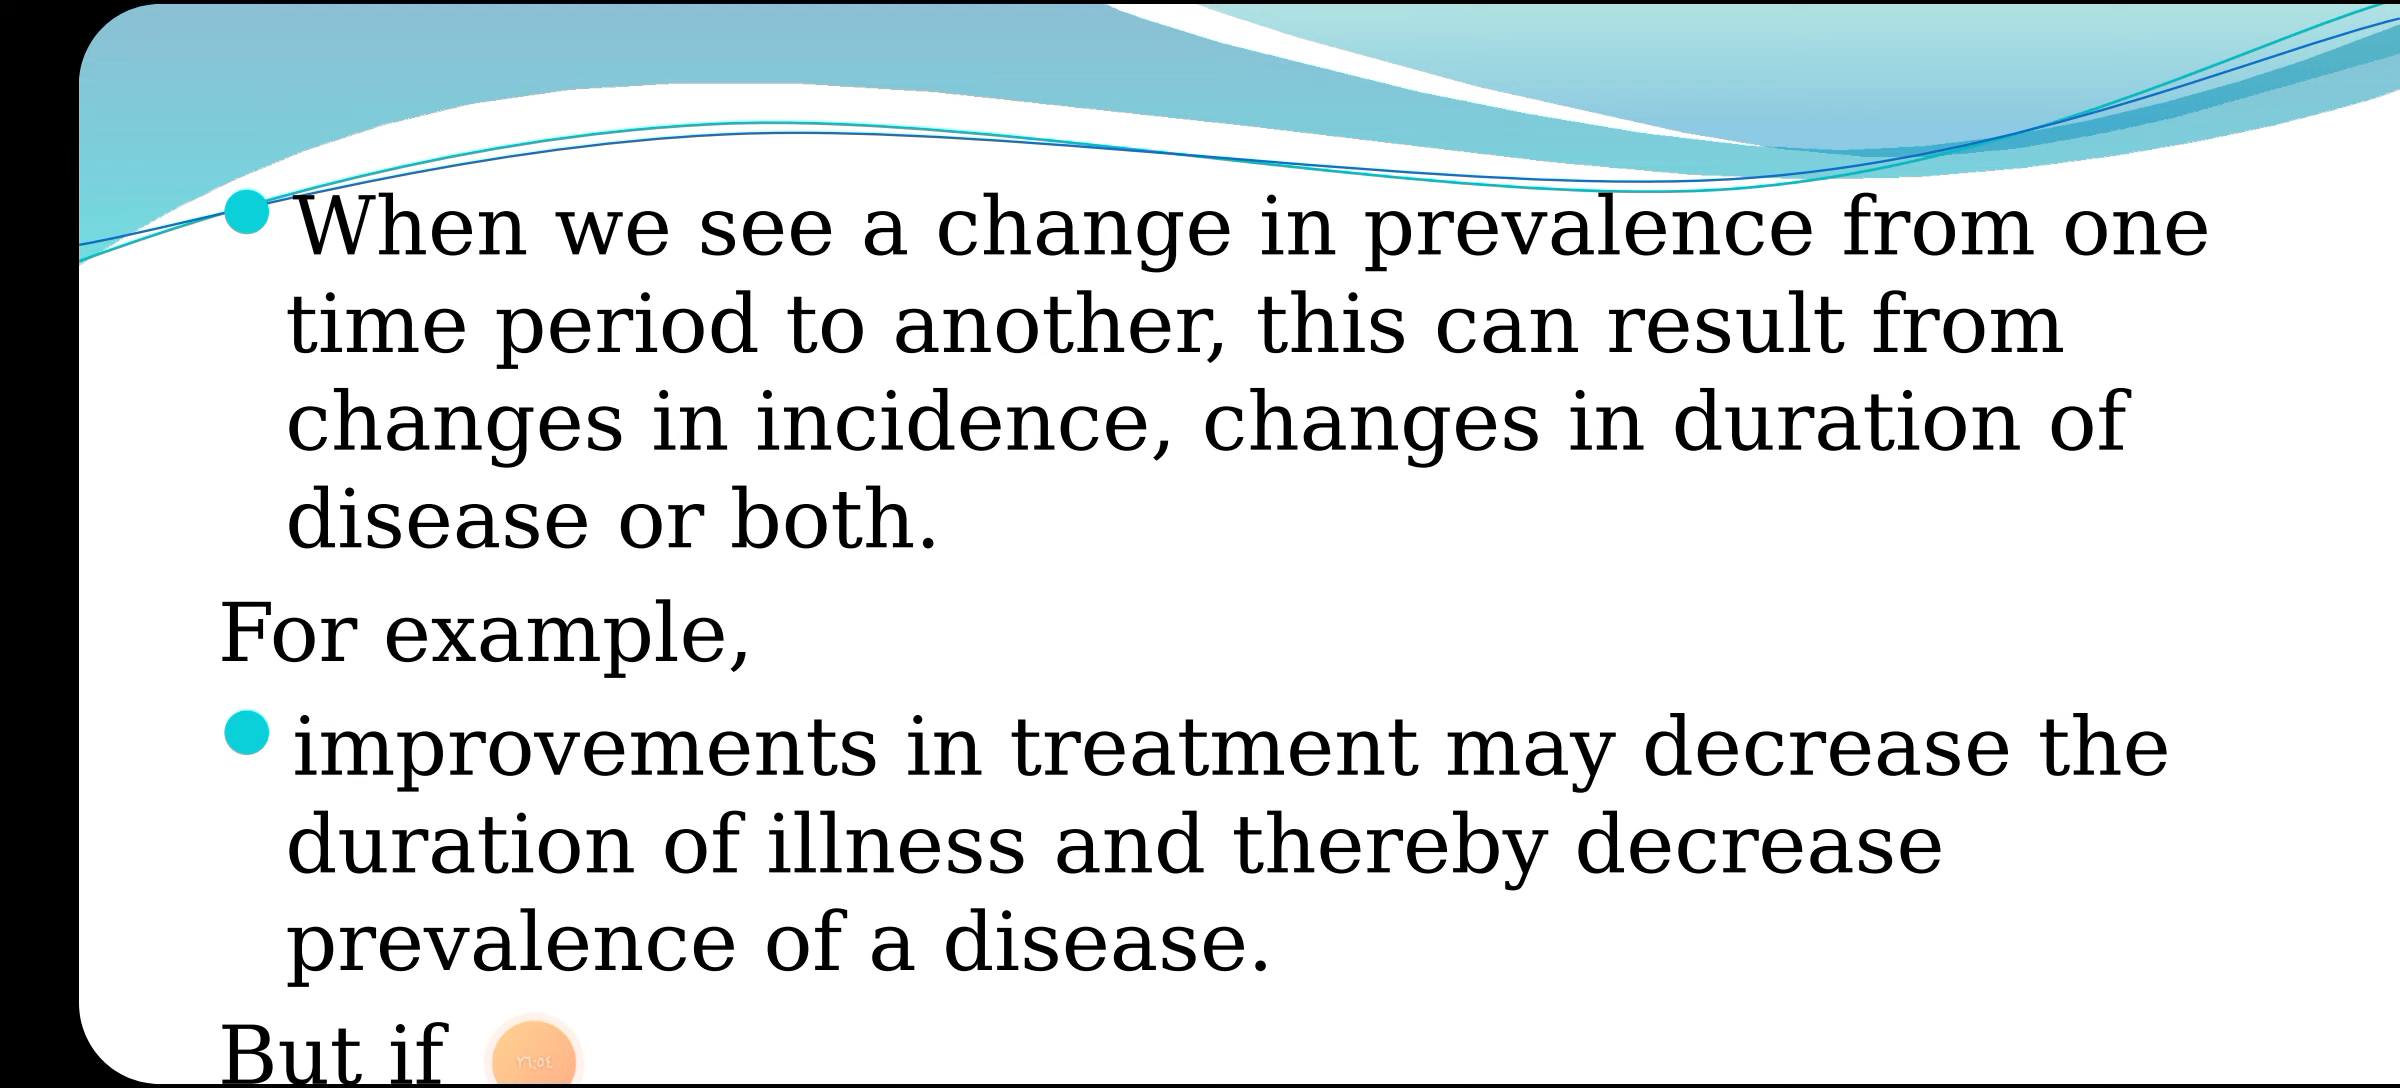 When we see a change in prevalence from one
time period to another, this can result from
changes in incidence, changes in duration of
disease or both.
For example,
improvements in treatment may decrease the
duration of illness and thereby decrease
prevalence of a disease.
But if
٢٦:٥٤